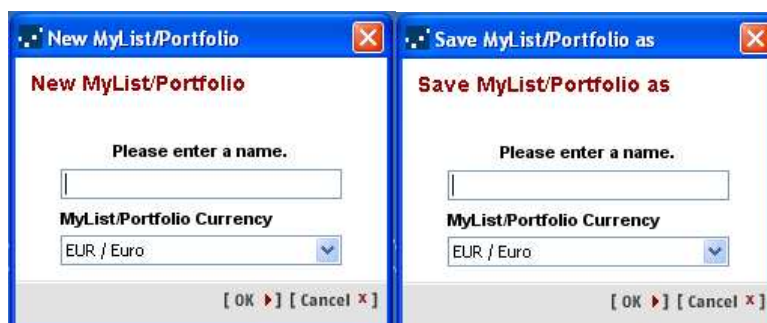 New MyList/Portfolio
New MyList/Portfolio
Please enter a name.
MyList/Portfolio Currency
EUR / Euro
[ OK ] [ Cancel x ]
Save MyList/Portfolio as
Save MyList/Portfolio as
Please enter a name.
MyList/Portfolio Currency
EUR / Euro
[ OK ] [ Cancel x ]